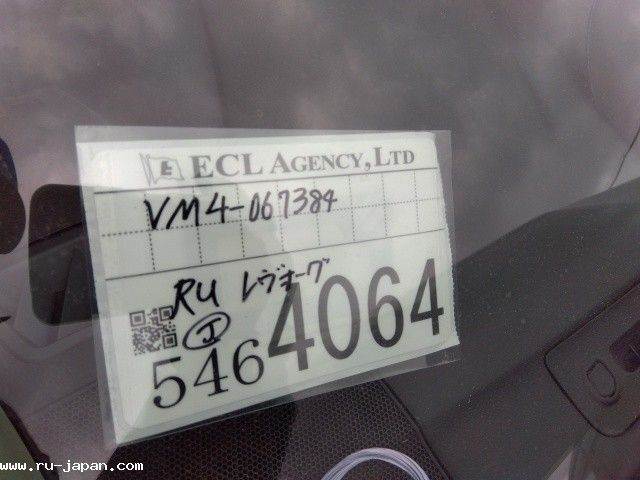 E ECL AGENCY, LTD
VM4-067384
RU レヴォーグ
J
546 4064
www.ru-japan.com